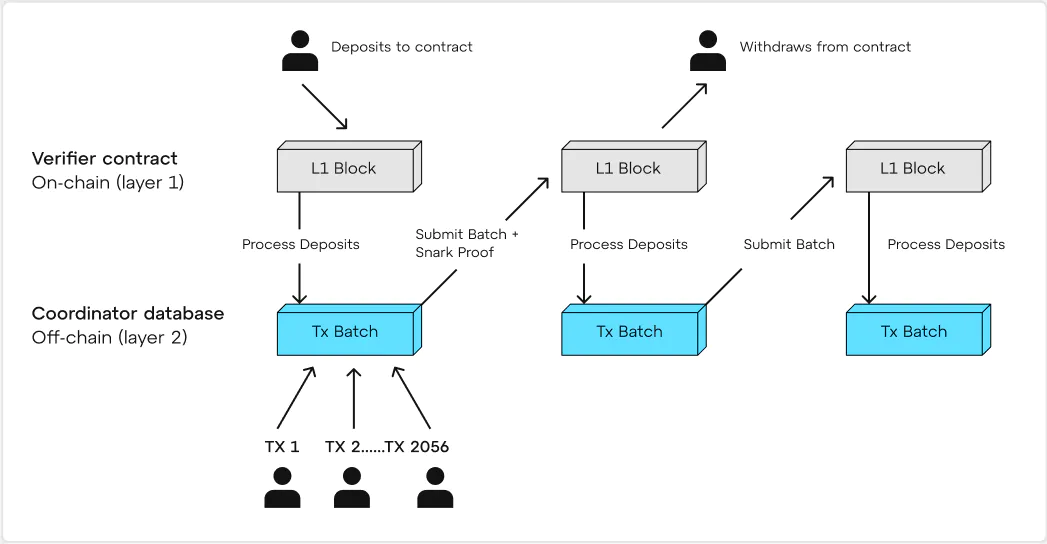 Deposits to contract
Withdraws from contract
Verifier contract
On-chain (layer 1)
L1 Block
L1 Block
L1 Block
Process Deposits
Submit Batch +
Snark Proof
Process Deposits
Submit Batch
Process Deposits
Coordinator database
Off-chain (layer 2)
Tx Batch
Tx Batch
Tx Batch
TX 1
TX 2......TX 2056